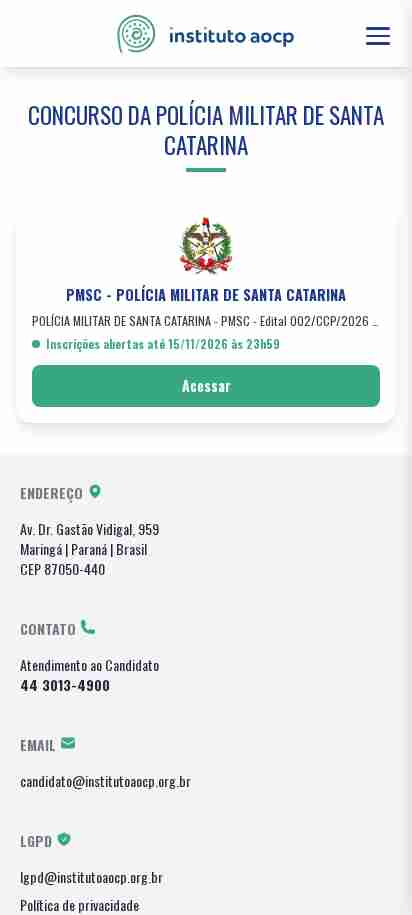 instituto aocp
CONCURSO DA POLÍCIA MILITAR DE SANTA
CATARINA
PMSC - POLÍCIA MILITAR DE SANTA CATARINA
POLÍCIA MILITAR DE SANTA CATARINA - PMSC - Edital 002/CCP/2026 ...
Inscrições abertas até 15/11/2026 às 23h59
Acessar
ENDEREÇO
Av. Dr. Gastão Vidigal, 959
Maringá | Paraná | Brasil
CEP 87050-440
CONTATO
Atendimento ao Candidato
44 3013-4900
EMAIL
candidato@institutoaocp.org.br
LGPD
lgpd@institutoaocp.org.br
Política de privacidade